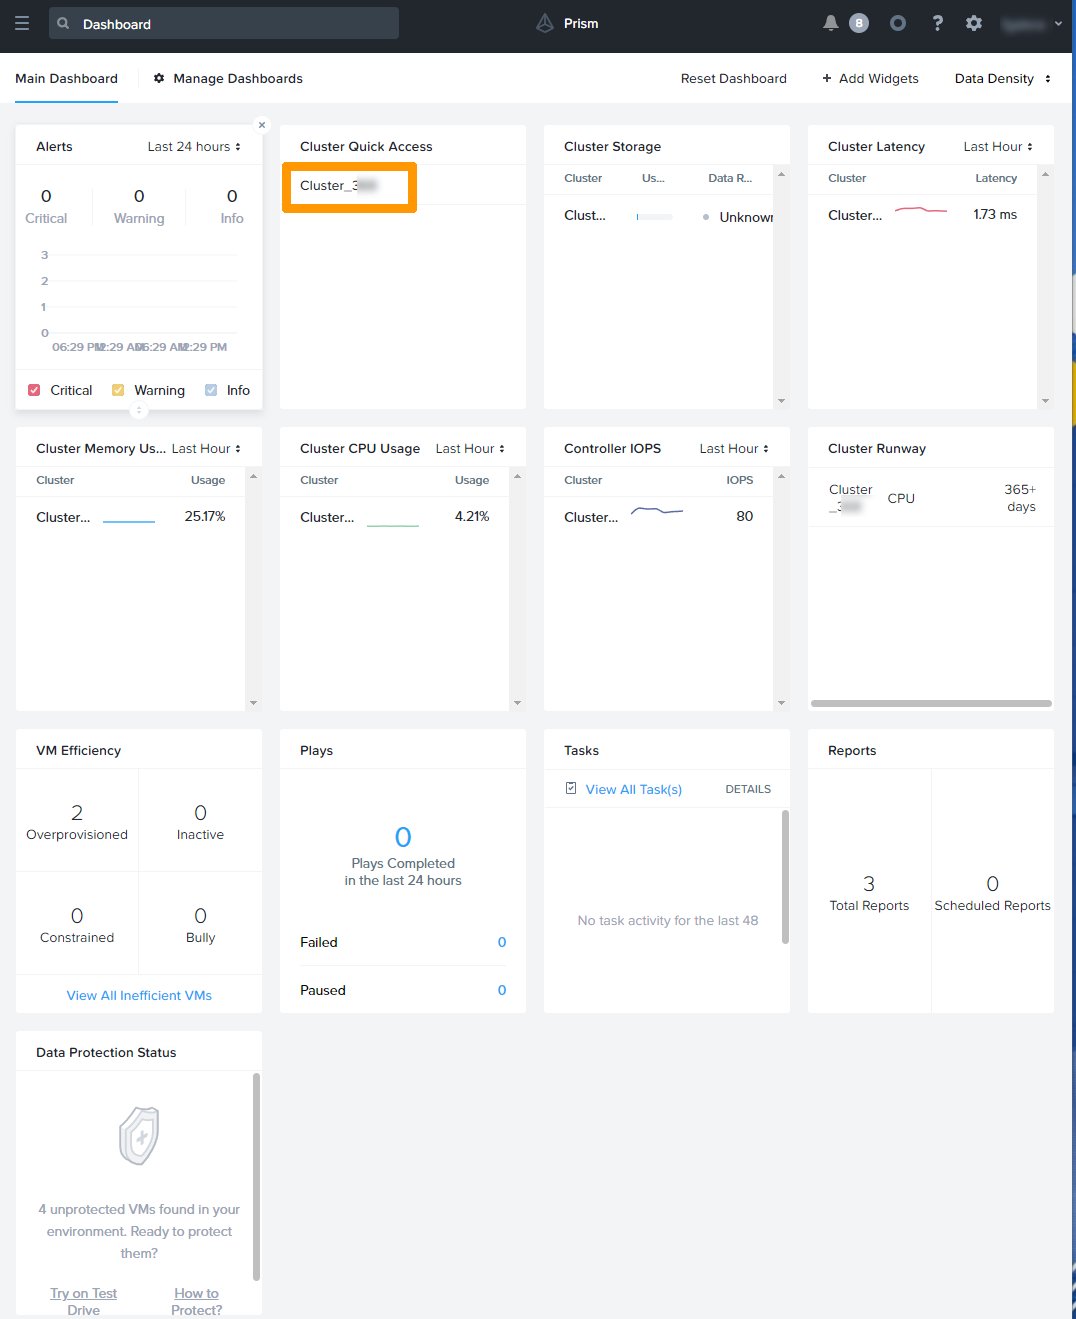 Dashboard
Prism
8
Main Dashboard
Manage Dashboards
Reset Dashboard
+ Add Widgets
Data Density
Alerts
Last 24 hours
0
Critical
0
Warning
0
Info
3
2
1
0
06:29 PM
12:29 AM
06:29 AM
12:29 PM
Critical
Warning
Info
Cluster Quick Access
Cluster_3
Cluster Storage
Cluster Us... Data R...
Clust... Unknown
Cluster Latency
Last Hour
Cluster Latency
Cluster... 1.73 ms
Cluster Memory Us... Last Hour
Cluster Usage
Cluster... 25.17%
Cluster CPU Usage Last Hour
Cluster Usage
Cluster... 4.21%
Controller IOPS Last Hour
Cluster IOPS
Cluster... 80
Cluster Runway
Cluster
_3
CPU
365+
days
VM Efficiency
2
Overprovisioned
0
Inactive
0
Constrained
0
Bully
View All Inefficient VMs
Plays
0
Plays Completed
in the last 24 hours
Failed 0
Paused 0
Tasks
View All Task(s) DETAILS
No task activity for the last 48
Reports
3
Total Reports
0
Scheduled Reports
Data Protection Status
4 unprotected VMs found in your
environment. Ready to protect
them?
Try on Test
Drive
How to
Protect?